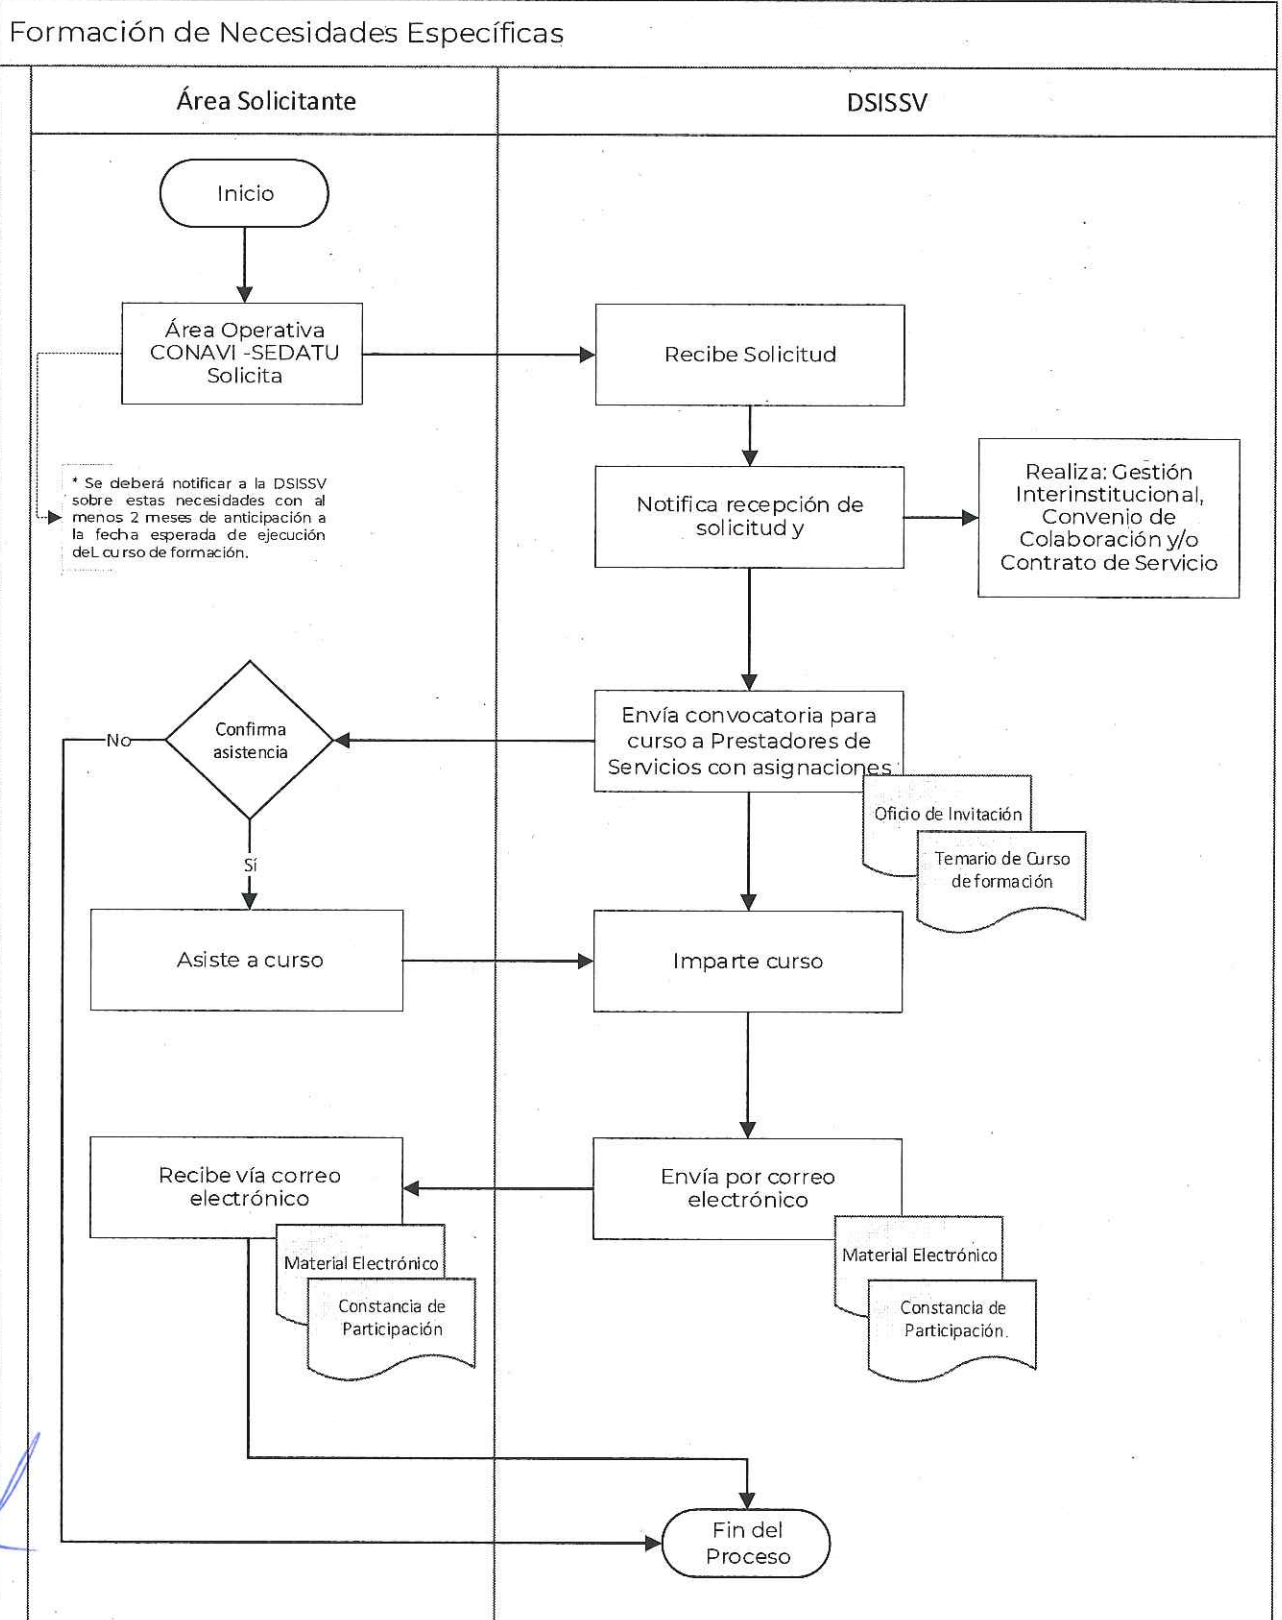 Formación de Necesidades Específicas
Área Solicitante
DSISSV
Inicio
Área Operativa
CONAVI -SEDATU
Solicita
Recibe Solicitud
* Se deberá notificar a la DSISSV
sobre estas necesidades con al
menos 2 meses de anticipación a
la fecha esperada de ejecución
deL curso de formación.
Notifica recepción de
solicitud y
Realiza: Gestión
Interinstitucional,
Convenio de
Colaboración y/o
Contrato de Servicio
Confirma
asistencia
No
Sí
Envía convocatoria para
curso a Prestadores de
Servicios con asignaciones
Oficio de Invitación
Temario de Curso
de formación
Asiste a curso
Imparte curso
Recibe vía correo
electrónico
Material Electrónico
Constancia de
Participación
Envía por correo
electrónico
Material Electrónico
Constancia de
Participación.
Fin del
Proceso